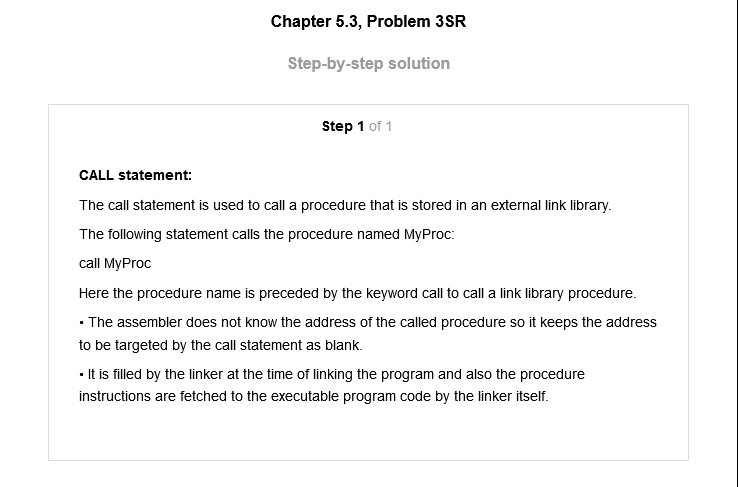 Chapter 5.3, Problem 3SR
Step-by-step solution
Step 1 of 1
CALL statement:
The call statement is used to call a procedure that is stored in an external link library.
The following statement calls the procedure named MyProc:
call MyProc
Here the procedure name is preceded by the keyword call to call a link library procedure.
• The assembler does not know the address of the called procedure so it keeps the address
to be targeted by the call statement as blank.
• It is filled by the linker at the time of linking the program and also the procedure
instructions are fetched to the executable program code by the linker itself.